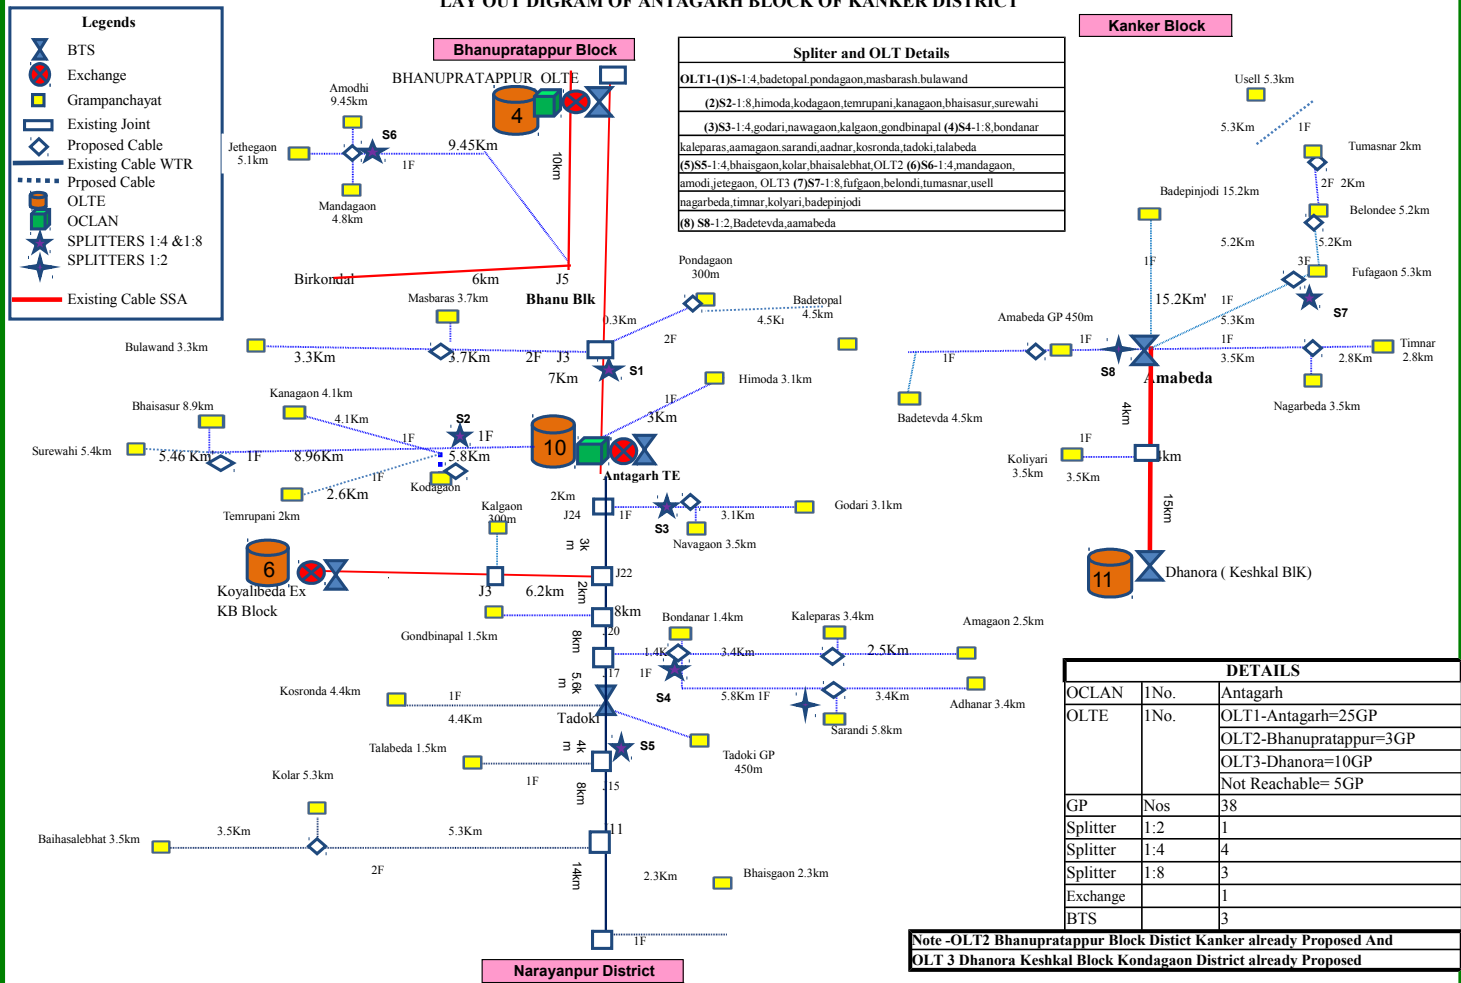 LAY OUT DIGRAM OF ANTAGARH BLOCK OF KANKER DISTRICT
Legends
BTS
Exchange
Grampanchayat
Existing Joint
Proposed Cable
Existing Cable WTR
Prposed Cable
OLTE
OCLAN
SPLITTERS 1:4 &1:8
SPLITTERS 1:2
Existing Cable SSA
Bhanupratappur Block
Kanker Block
Spliter and OLT Details
OLT1-(1)S-1:4,badetopal.pondagaon,masbarash.bulawand
(2)S2-1:8,himoda,kodagaon,temrupani,kanagaon,bhaisasur,surewahi
(3)S3-1:4,godari,nawagaon,kalgaon,gondbinapal (4)S4-1:8,bondanar
kaleparas,aamagaon.sarandi,aadnar,kosronda,tadoki,talabeda
(5)S5-1:4,bhaisgaon,kolar,bhaisalebhat,OLT2 (6)S6-1:4,mandagaon,
amodi,jetegaon, OLT3 (7)S7-1:8,fufgaon,belondi,tumasnar,usell
nagarbeda,timnar,kolyari,badepinjodi
(8) S8-1:2,Badetevda,aamabeda
BHANUPRATAPPUR OLTE
4
Amodhi
9.45km
S6
Jethegaon
5.1km
1F
9.45Km
10km
Mandagaon
4.8km
Birkondal
6km
J5
Bhanu Blk
Usell 5.3km
5.3Km
1F
Tumasnar 2km
2F 2Km
Badepinjodi 15.2km
Belondee 5.2km
5.2Km
5.2Km
1F
3F
Fufagaon 5.3km
15.2Km'
1F
5.3Km
S7
Pondagaon
300m
Masbaras 3.7km
0.3Km
4.5Kı
Badetopal
4.5km
2F
Amabeda GP 450m
Bulawand 3.3km
3.3Km
3.7Km
2F
J3
1F
1F
1F
3.5Km
2.8Km
Timnar
2.8km
7Km
S1
S8
Amabeda
Himoda 3.1km
Kanagaon 4.1km
1F
3Km
Nagarbeda 3.5km
Bhaisasur 8.9km
4.1Km
S2
Badetevda 4.5km
4km
Surewahi 5.4km
1F
1F
10
1F
5.46 Km
1F
8.96Km
5.8Km
Koliyari
3.5km
3.5Km
4km
1F
Kodagaon
Antagarh TE
Temrupani 2km
2.6Km
Kalgaon
300m
2Km
J24
1F
S3
3.1Km
Godari 3.1km
15km
3k
m
Navagaon 3.5km
6
Koyalibeda Ex
KB Block
J3
6.2km
J22
2km
11
Dhanora ( Keshkal BlK)
Gondbinapal 1.5km
8km
J20
Bondanar 1.4km
Kaleparas 3.4km
Amagaon 2.5km
8km
1.4K
3.4Km
2.5Km
J17
1F
S4
5.6k
m
Kosronda 4.4km
1F
4.4Km
Tadoki
5.8Km 1F
3.4Km
Adhanar 3.4km
Sarandi 5.8km
Talabeda 1.5km
4k
m
S5
Tadoki GP
450m
1F
J15
8km
Kolar 5.3km
3.5Km
5.3Km
J11
Baihasalebhat 3.5km
2F
14km
2.3Km
Bhaisgaon 2.3km
1F
Narayanpur District
DETAILS
OCLAN 1No. Antagarh
OLTE 1No. OLT1-Antagarh=25GP
OLT2-Bhanupratappur=3GP
OLT3-Dhanora=10GP
Not Reachable= 5GP
GP Nos 38
Splitter 1:2 1
Splitter 1:4 4
Splitter 1:8 3
Exchange 1
BTS 3
Note -OLT2 Bhanupratappur Block Distict Kanker already Proposed And
OLT 3 Dhanora Keshkal Block Kondagaon District already Proposed